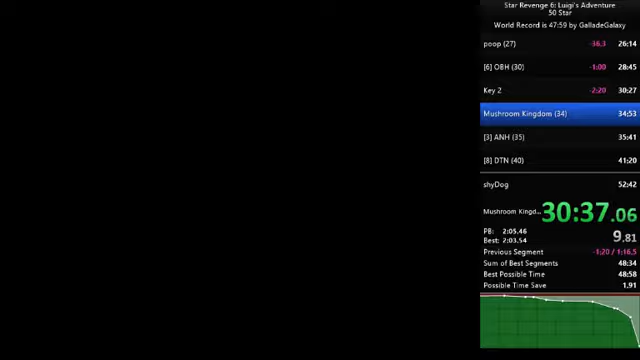 Star Revenge 6: Luigi's Adventure
50 Star
World Record is 47:59 by GalladeGalaxy
poop (27) -36,3 26:14
[6] OBH (30) -1:00 28:45
Key 2 -2:20 30:27
Mushroom Kingdom (34) 34:53
[3] ANH (35) 35:41
[8] DTN (40) 41:20
shyDog 52:42
Mushroom Kingd... 30:37.06
PB: 2:05.46
Best: 2:03.54
9.81
Previous Segment -1:20 / 1:16,5
Sum of Best Segments 48:34
Best Possible Time 48:58
Possible Time Save 1.91